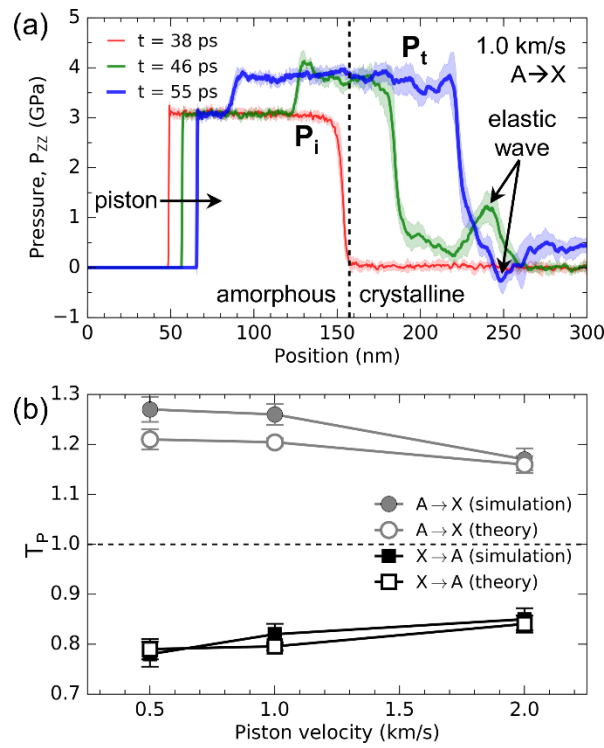 (a)
t = 38 ps
t = 46 ps
t = 55 ps
P_t
1.0 km/s
A→X
elastic
wave
P_i
piston
amorphous
crystalline
Pressure, P_ZZ (GPa)
5
4
3
2
1
0
−1
0
50
100
150
200
250
300
Position (nm)
(b)
A→X (simulation)
A→X (theory)
X→A (simulation)
X→A (theory)
T_P
1.3
1.2
1.1
1.0
0.9
0.8
0.7
0.5
1.0
1.5
2.0
Piston velocity (km/s)